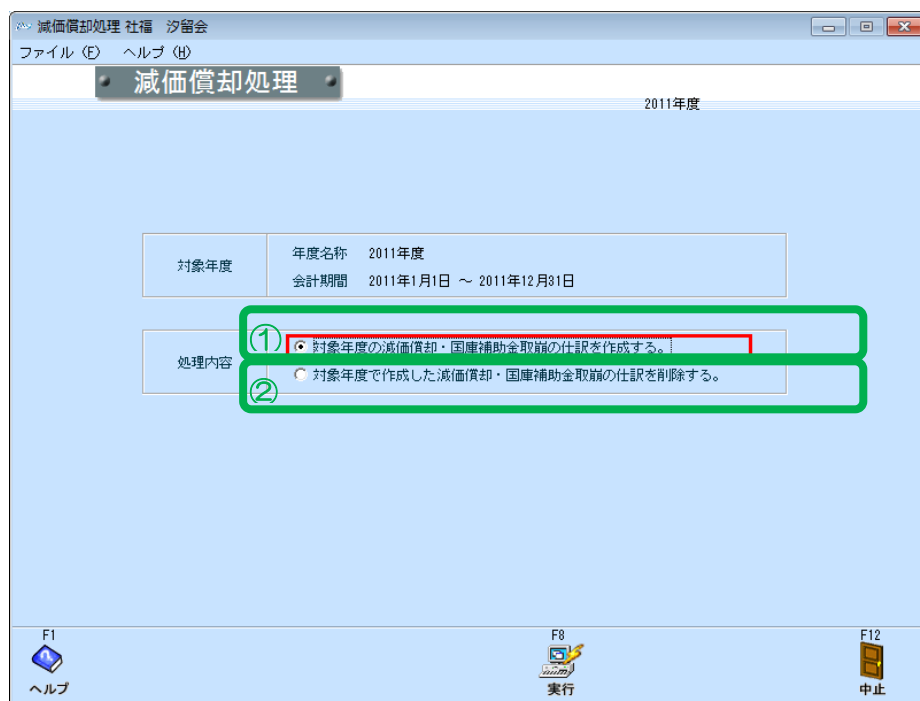 減価償却処理 社福 汐留会
ファイル (F) ヘルプ (H)
減価償却処理
2011年度
対象年度
年度名称 2011年度
会計期間 2011年1月1日 ～ 2011年12月31日
処理内容
①
対象年度の減価償却・国庫補助金取崩の仕訳を作成する。
②
対象年度で作成した減価償却・国庫補助金取崩の仕訳を削除する。
F1 F8 F12
ヘルプ 実行 中止